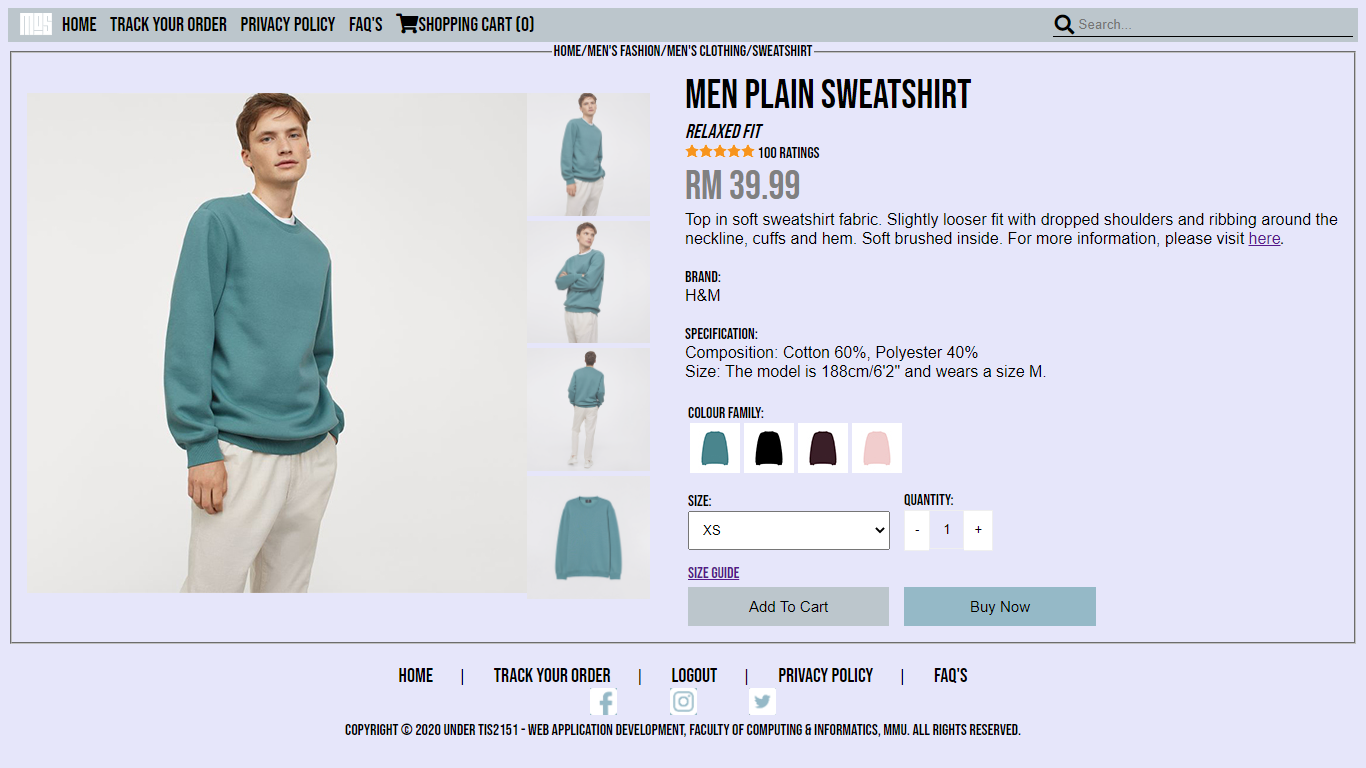 MOS HOME TRACK YOUR ORDER PRIVACY POLICY FAQ'S SHOPPING CART (0) Search...
HOME/MEN'S FASHION/MEN'S CLOTHING/SWEATSHIRT
MEN PLAIN SWEATSHIRT
RELAXED FIT
100 RATINGS
RM 39.99
Top in soft sweatshirt fabric. Slightly looser fit with dropped shoulders and ribbing around the
neckline, cuffs and hem. Soft brushed inside. For more information, please visit here.
BRAND:
H&M
SPECIFICATION:
Composition: Cotton 60%, Polyester 40%
Size: The model is 188cm/6'2" and wears a size M.
COLOUR FAMILY:
SIZE: QUANTITY:
XS - 1 +
SIZE GUIDE
Add To Cart Buy Now
HOME | TRACK YOUR ORDER | LOGOUT | PRIVACY POLICY | FAQ'S
COPYRIGHT © 2020 UNDER TIS2151 - WEB APPLICATION DEVELOPMENT, FACULTY OF COMPUTING & INFORMATICS, MMU. ALL RIGHTS RESERVED.